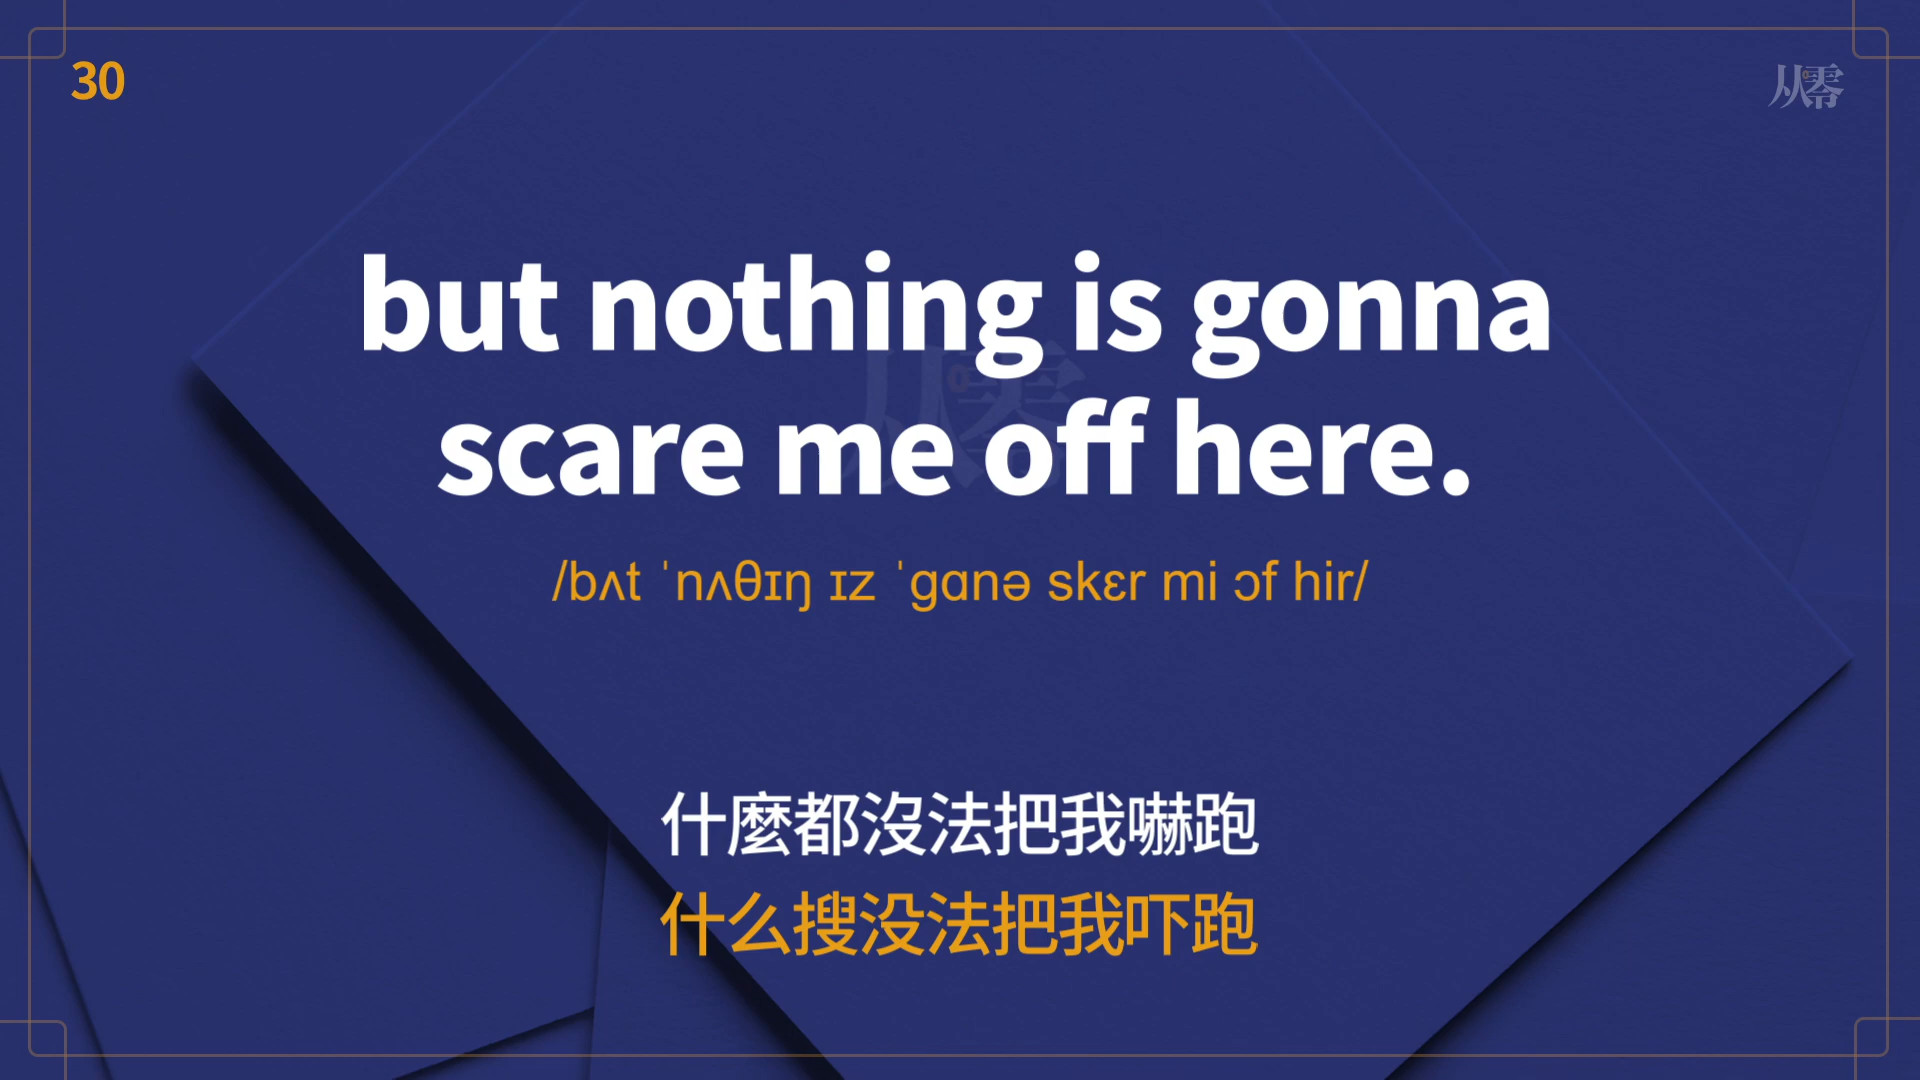 30
从零
but nothing is gonna
scare me off here.
/bʌt ˈnʌθɪŋ ɪz ˈɡɑnə skɛr mi ɔf hir/
什麼都沒法把我嚇跑
什么搜没法把我吓跑